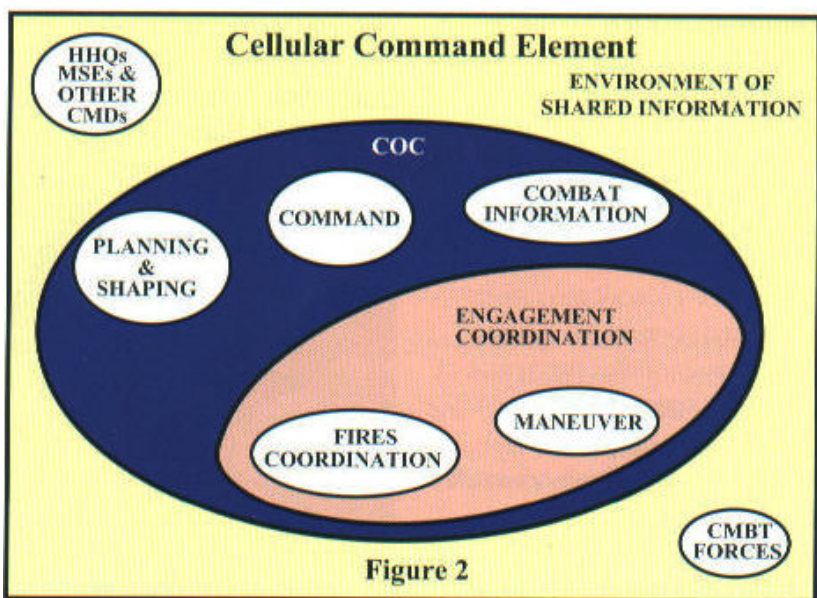 Cellular Command Element
HHQs
MSEs &
OTHER
CMDs
ENVIRONMENT OF
SHARED INFORMATION
COC
COMMAND
COMBAT
INFORMATION
PLANNING
&
SHAPING
ENGAGEMENT
COORDINATION
FIRES
COORDINATION
MANEUVER
CMBT
FORCES
Figure 2